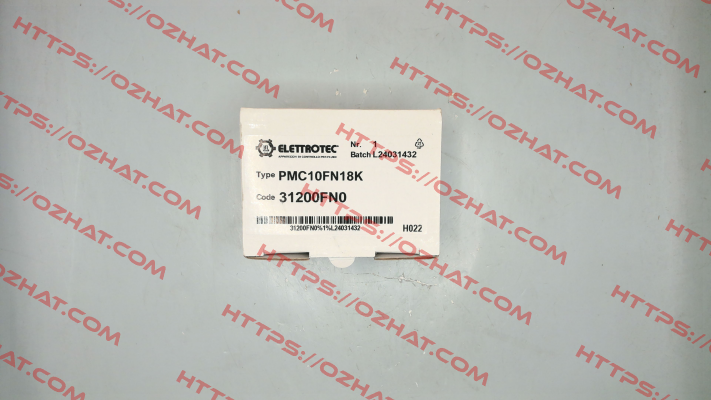 ELETTROTEC
Nr. 1
Batch L24031432
Type PMC10FN18K
Code 31200FN0
31200FN0%1%L24031432
H022
HTTPS://OZHAT.COM